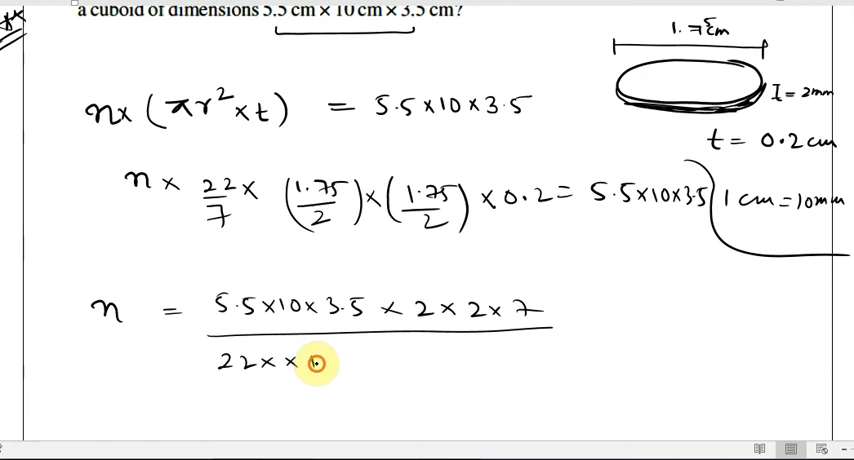 a cuboid of dimensions 5.5 cm × 10 cm × 3.5 cm?
1.75cm
I = 2mm
t = 0.2cm
n× (πr² ×t) = 5.5×10×3.5
n × 22/7 × (1.75/2) × (1.75/2) × 0.2 = 5.5×10×3.5
1 cm = 10mm
n = 5.5×10×3.5 × 2 × 2 × 7
22××